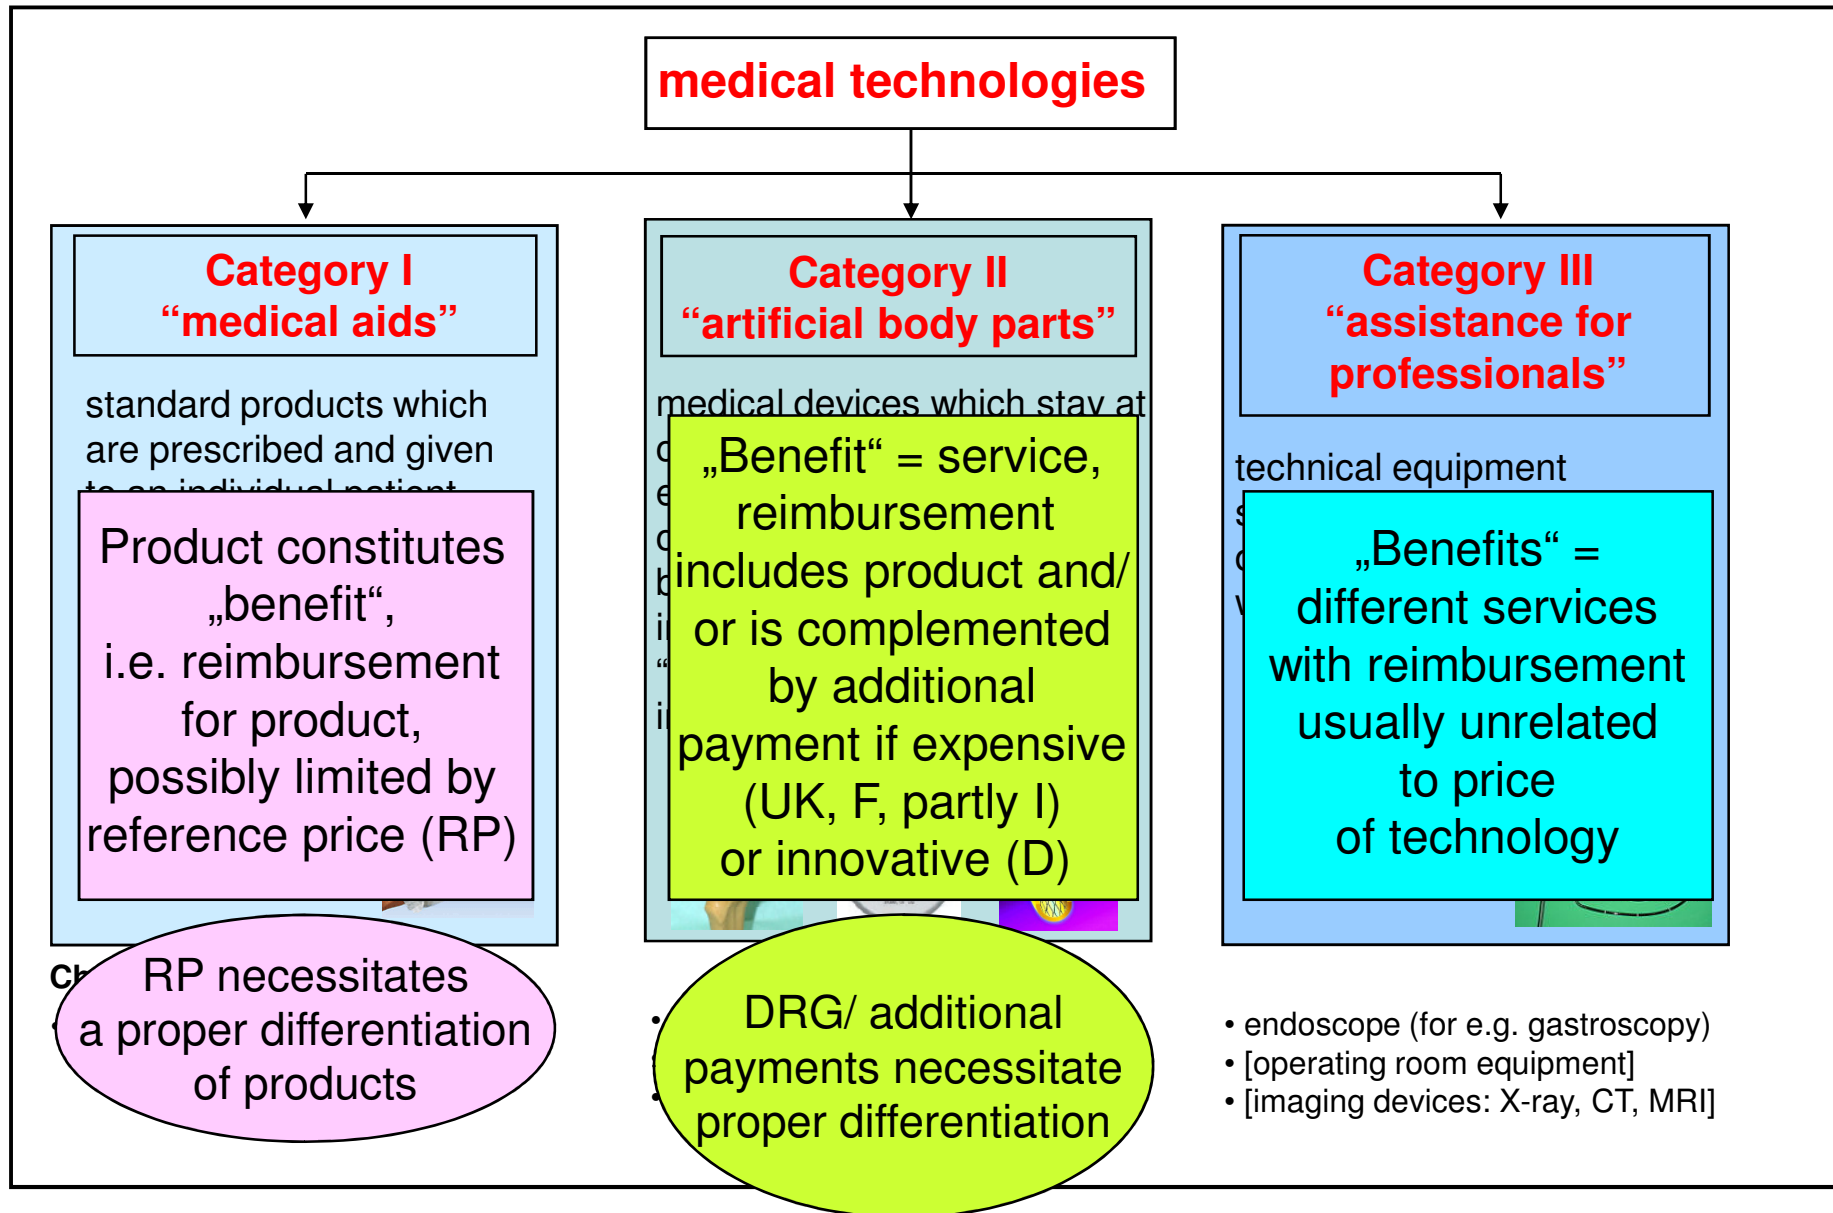 medical technologies
Category I
“medical aids”
standard products which
are prescribed and given
to an individual patient
Product constitutes
„benefit“,
i.e. reimbursement
for product,
possibly limited by
reference price (RP)
RP necessitates
a proper differentiation
of products
Category II
“artificial body parts”
medical devices which stay at
„Benefit“ = service,
reimbursement
includes product and/
or is complemented
by additional
payment if expensive
(UK, F, partly I)
or innovative (D)
DRG/ additional
payments necessitate
proper differentiation
Category III
“assistance for
professionals”
technical equipment
„Benefits“ =
different services
with reimbursement
usually unrelated
to price
of technology
• endoscope (for e.g. gastroscopy)
• [operating room equipment]
• [imaging devices: X-ray, CT, MRI]